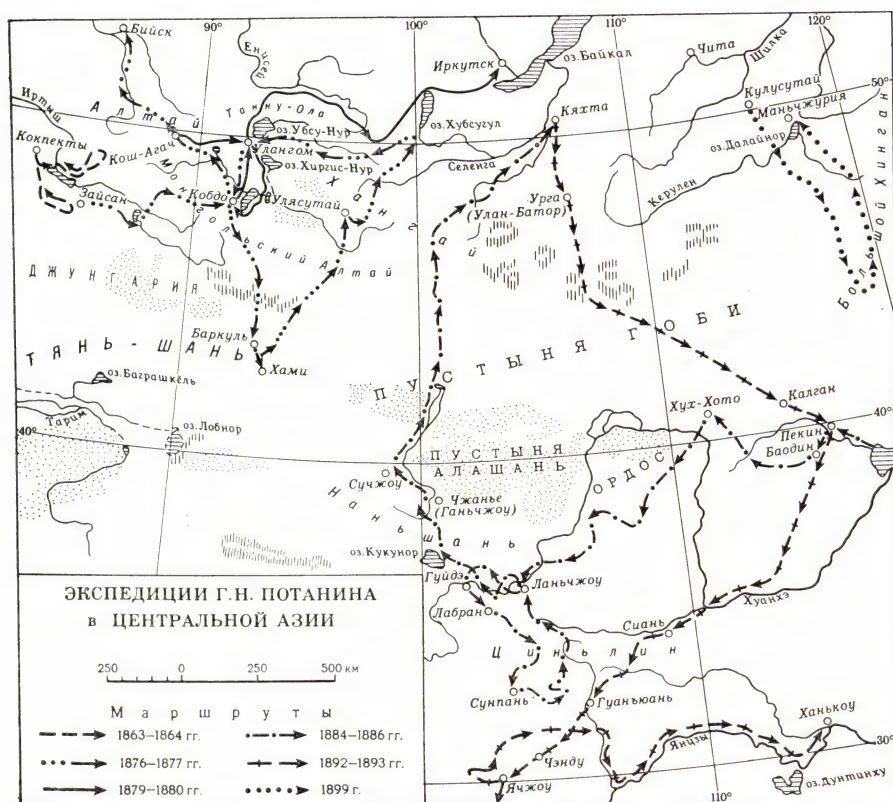 90°
100°
110°
120°
Бийск
Енисей
Иркутск
оз.Байкал
Чита
Шилка
Иртыш
Алтай
Танну-Ола
Кулусутай
50°
Маньчжурия
оз.Убсу-Нур
оз.Хубсугул
Кяхта
Кокпекты
Кош-Агач
Улангом
оз.Хиргис-Нур
Селенга
оз.Далайнор
Зайсан
Кобдо
Улясутай
Хангай
Керулен
Урга
(Улан-Батор)
Монгольский Алтай
Большой Хинган
ДЖУНГАРИЯ
Баркуль
ПУСТЫНЯ ГОБИ
ТЯНЬ-ШАНЬ
Хами
оз.Баграшкёль
Хух-Хото
Калган
Тарим
оз.Лобнор
40°
40°
Пекин
Баодин
ПУСТЫНЯ
АЛАШАНЬ
ОРДОС
Сучжоу
Чжанье
(Ганьчжоу)
Наньшань
оз.Кукунор
Гуйдэ
Ланьчжоу
Лабран
Сиань
Хуанхэ
Циньлин
Сунпань
Гуанъюань
Ханькоу
Янцзы
30°
Чэнду
Ячжоу
110°
оз.Дунтинху
ЭКСПЕДИЦИИ Г.Н. ПОТАНИНА
в ЦЕНТРАЛЬНОЙ АЗИИ
250 0 250 500 км
Маршруты
1863–1864 гг. 1884–1886 гг.
1876–1877 гг. 1892–1893 гг.
1879–1880 гг. 1899 г.